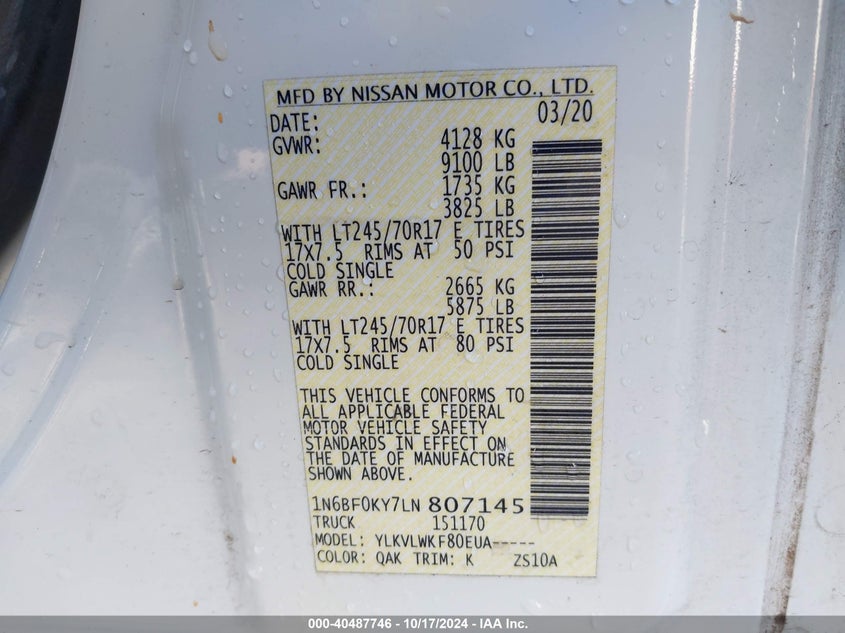 MFD BY NISSAN MOTOR CO., LTD.
DATE: 03/20
GVWR: 4128 KG
9100 LB
GAWR FR.: 1735 KG
3825 LB
WITH LT245/70R17 E TIRES
17X7.5 RIMS AT 50 PSI
COLD SINGLE
GAWR RR.: 2665 KG
5875 LB
WITH LT245/70R17 E TIRES
17X7.5 RIMS AT 80 PSI
COLD SINGLE
THIS VEHICLE CONFORMS TO
ALL APPLICABLE FEDERAL
MOTOR VEHICLE SAFETY
STANDARDS IN EFFECT ON
THE DATE OF MANUFACTURE
SHOWN ABOVE.
1N6BF0KY7LN807145
TRUCK 151170
MODEL: YLKVLWKF80EUA-----
COLOR: QAK TRIM: K ZS10A
000-40487746 - 10/17/2024 - IAA Inc.